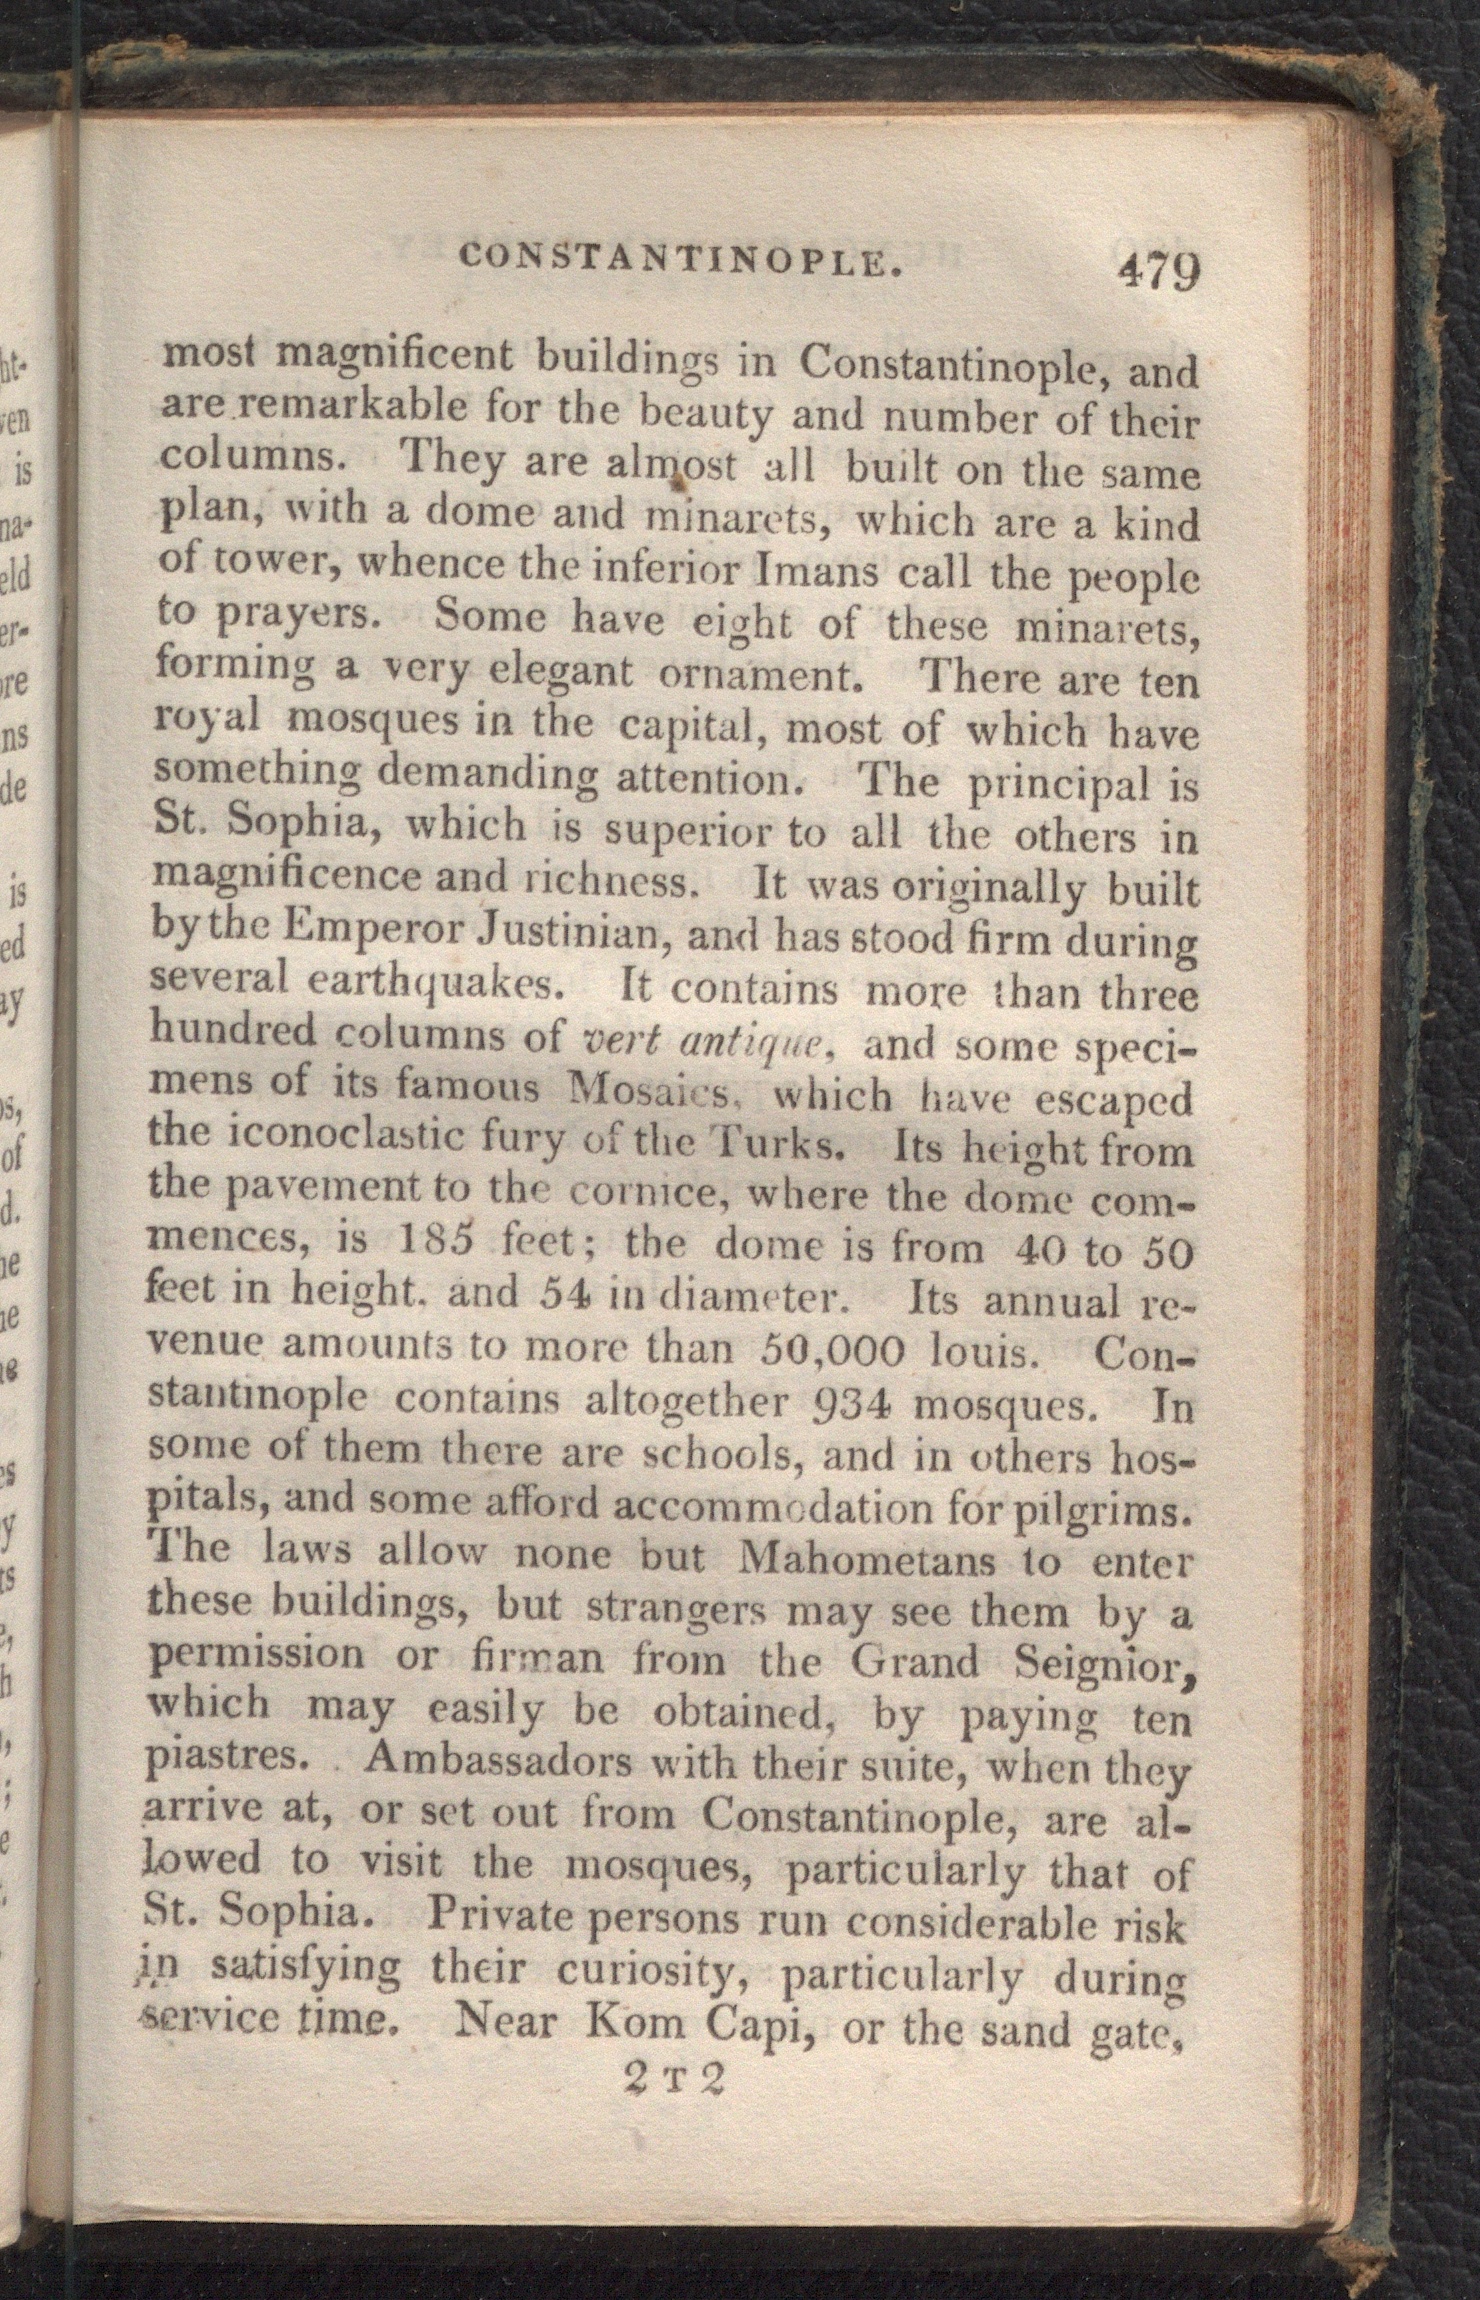 CONSTANTINOPLE. 479
most magnificent buildings in Constantinople, and
are remarkable for the beauty and number of their
columns. They are almost all built on the same
plan, with a dome and minarets, which are a kind
of tower, whence the inferior Imans call the people
to prayers. Some have eight of these minarets,
forming a very elegant ornament. There are ten
royal mosques in the capital, most of which have
something demanding attention. The principal is
St. Sophia, which is superior to all the others in
magnificence and richness. It was originally built
by the Emperor Justinian, and has stood firm during
several earthquakes. It contains more than three
hundred columns of vert antique, and some speci-
mens of its famous Mosaics, which have escaped
the iconoclastic fury of the Turks. Its height from
the pavement to the cornice, where the dome com-
mences, is 185 feet; the dome is from 40 to 50
feet in height, and 54 in diameter. Its annual re-
venue amounts to more than 50,000 louis. Con-
stantinople contains altogether 934 mosques. In
some of them there are schools, and in others hos-
pitals, and some afford accommodation for pilgrims.
The laws allow none but Mahometans to enter
these buildings, but strangers may see them by a
permission or firman from the Grand Seignior,
which may easily be obtained, by paying ten
piastres. Ambassadors with their suite, when they
arrive at, or set out from Constantinople, are al-
lowed to visit the mosques, particularly that of
St. Sophia. Private persons run considerable risk
in satisfying their curiosity, particularly during
service time. Near Kom Capi, or the sand gate,
2 T 2